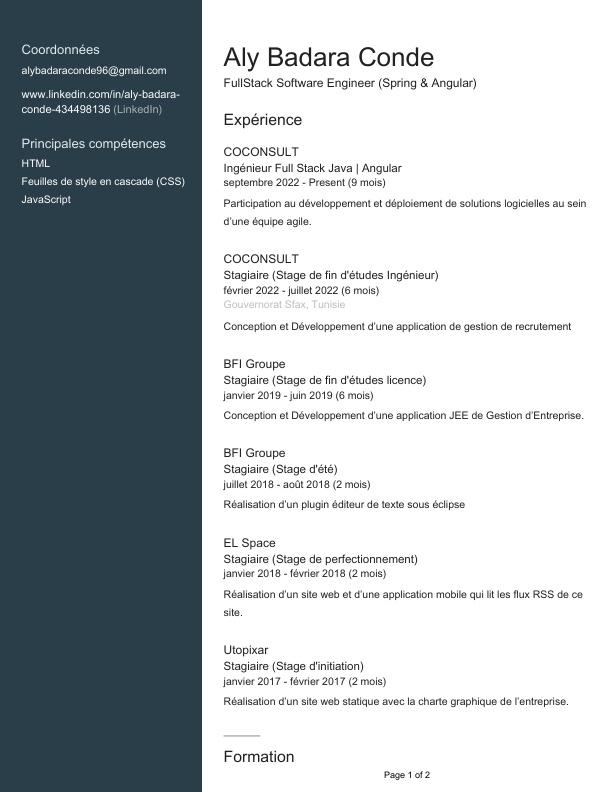 Coordonnées
alybadaraconde96@gmail.com
www.linkedin.com/in/aly-badara-
conde-434498136 (LinkedIn)
Principales compétences
HTML
Feuilles de style en cascade (CSS)
JavaScript
Aly Badara Conde
FullStack Software Engineer (Spring & Angular)
Expérience
COCONSULT
Ingénieur Full Stack Java | Angular
septembre 2022 - Present (9 mois)
Participation au développement et déploiement de solutions logicielles au sein
d’une équipe agile.
COCONSULT
Stagiaire (Stage de fin d'études Ingénieur)
février 2022 - juillet 2022 (6 mois)
Gouvernorat Sfax, Tunisie
Conception et Développement d’une application de gestion de recrutement
BFI Groupe
Stagiaire (Stage de fin d'études licence)
janvier 2019 - juin 2019 (6 mois)
Conception et Développement d’une application JEE de Gestion d’Entreprise.
BFI Groupe
Stagiaire (Stage d'été)
juillet 2018 - août 2018 (2 mois)
Réalisation d’un plugin éditeur de texte sous éclipse
EL Space
Stagiaire (Stage de perfectionnement)
janvier 2018 - février 2018 (2 mois)
Réalisation d’un site web et d’une application mobile qui lit les flux RSS de ce
site.
Utopixar
Stagiaire (Stage d'initiation)
janvier 2017 - février 2017 (2 mois)
Réalisation d’un site web statique avec la charte graphique de l’entreprise.
Formation
Page 1 of 2